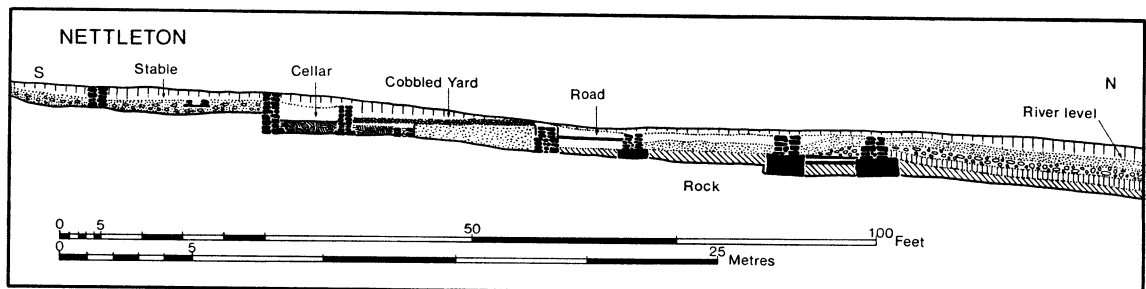 NETTLETON
S
Stable
Cellar
Cobbled Yard
Road
N
River level
Rock
0 5 50 100 Feet
0 5 25 Metres